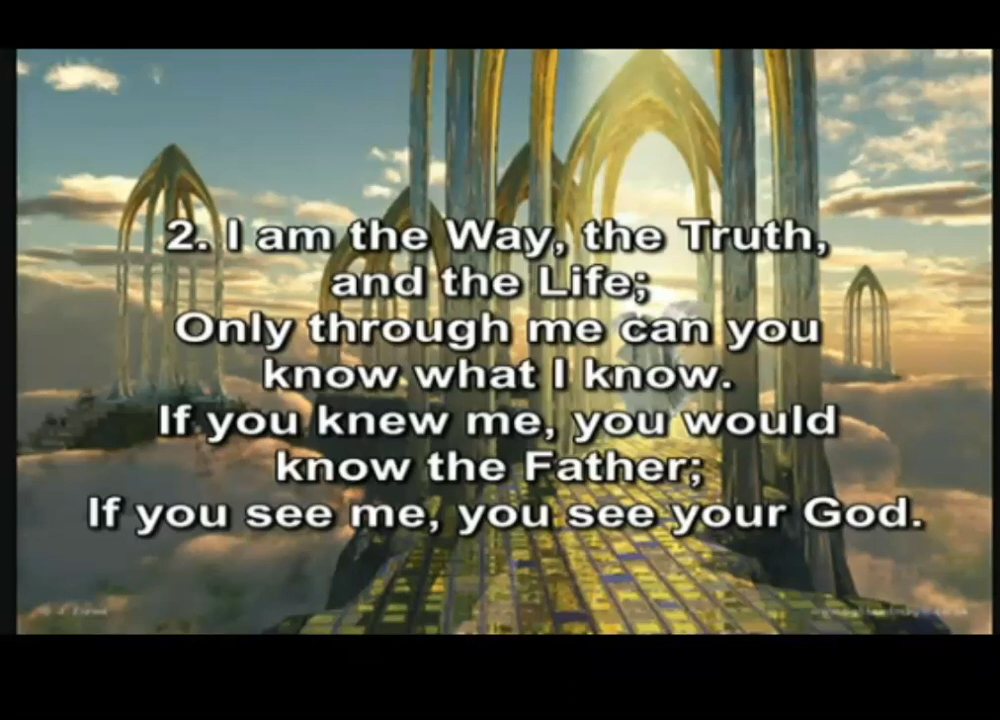 2. I am the Way, the Truth,
and the Life;
Only through me can you
know what I know.
If you knew me, you would
know the Father;
If you see me, you see your God.